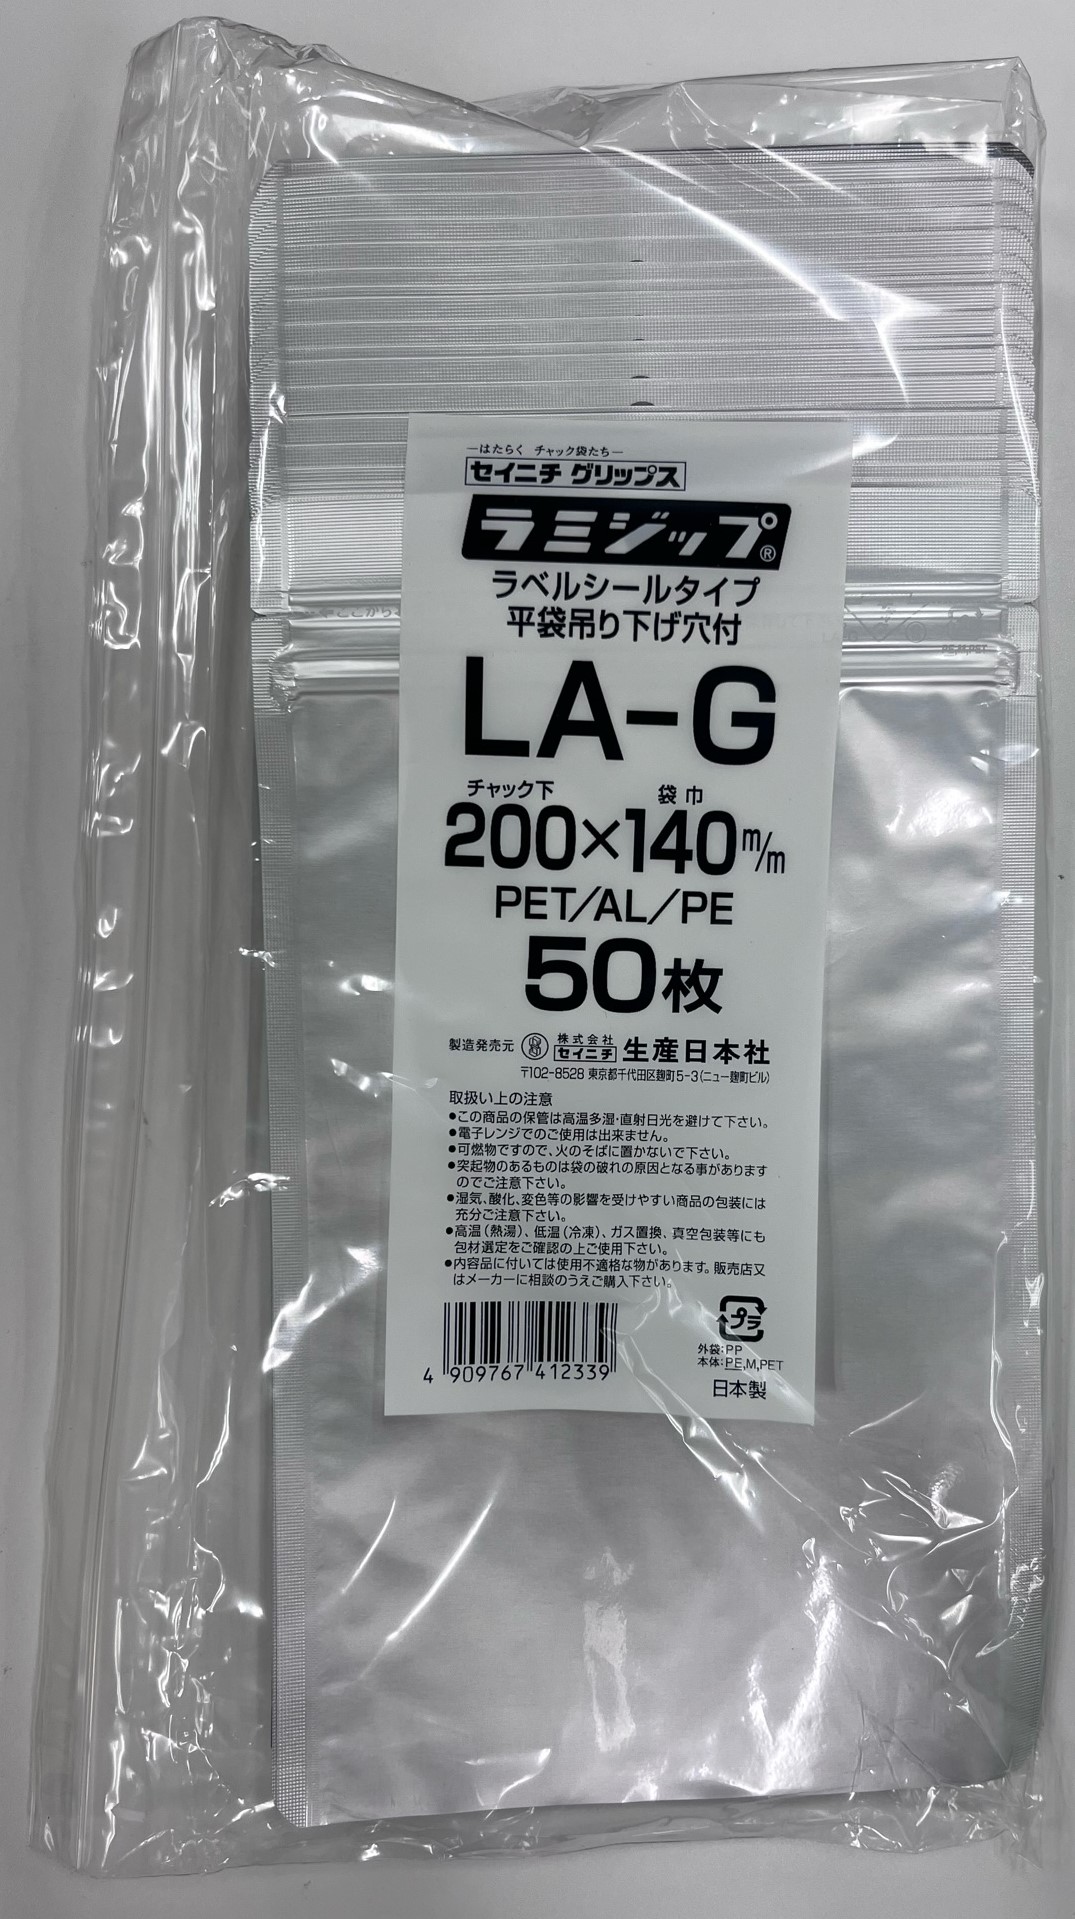 ーはたらく チャック袋たちー
セイニチ グリップス
ラミジップ®
ラベルシールタイプ
平袋吊り下げ穴付
ここから
PE,M,PET
LA-G
チャック下 袋巾
200×140m/m
PET/AL/PE
50枚
製造発売元 株式会社 セイニチ 生産日本社
〒102-8528 東京都千代田区麹町5-3(ニュー麹町ビル)
取扱い上の注意
●この商品の保管は高温多湿・直射日光を避けて下さい。
●電子レンジでのご使用は出来ません。
●可燃物ですので、火のそばに置かないで下さい。
●突起物のあるものは袋の破れの原因となる事があります
のでご注意下さい。
●湿気、酸化、変色等の影響を受けやすい商品の包装には
充分ご注意下さい。
●高温(熱湯)、低温(冷凍)、ガス置換、真空包装等にも
包材選定をご確認の上ご使用下さい。
●内容品に付いては使用不適格な物があります。販売店又
はメーカーに相談のうえご購入下さい。
プラ
外袋:PP
本体:PE,M,PET
日本製
4 909767 412339